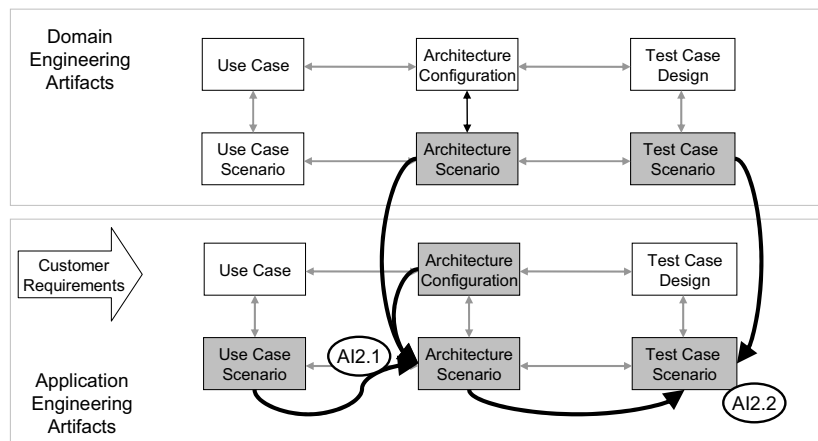 Domain
Engineering
Artifacts
Use Case
Architecture
Configuration
Test Case
Design
Use Case
Scenario
Architecture
Scenario
Test Case
Scenario
Customer
Requirements
Use Case
Architecture
Configuration
Test Case
Design
AI2.1
Use Case
Scenario
Architecture
Scenario
Test Case
Scenario
Application
Engineering
Artifacts
AI2.2